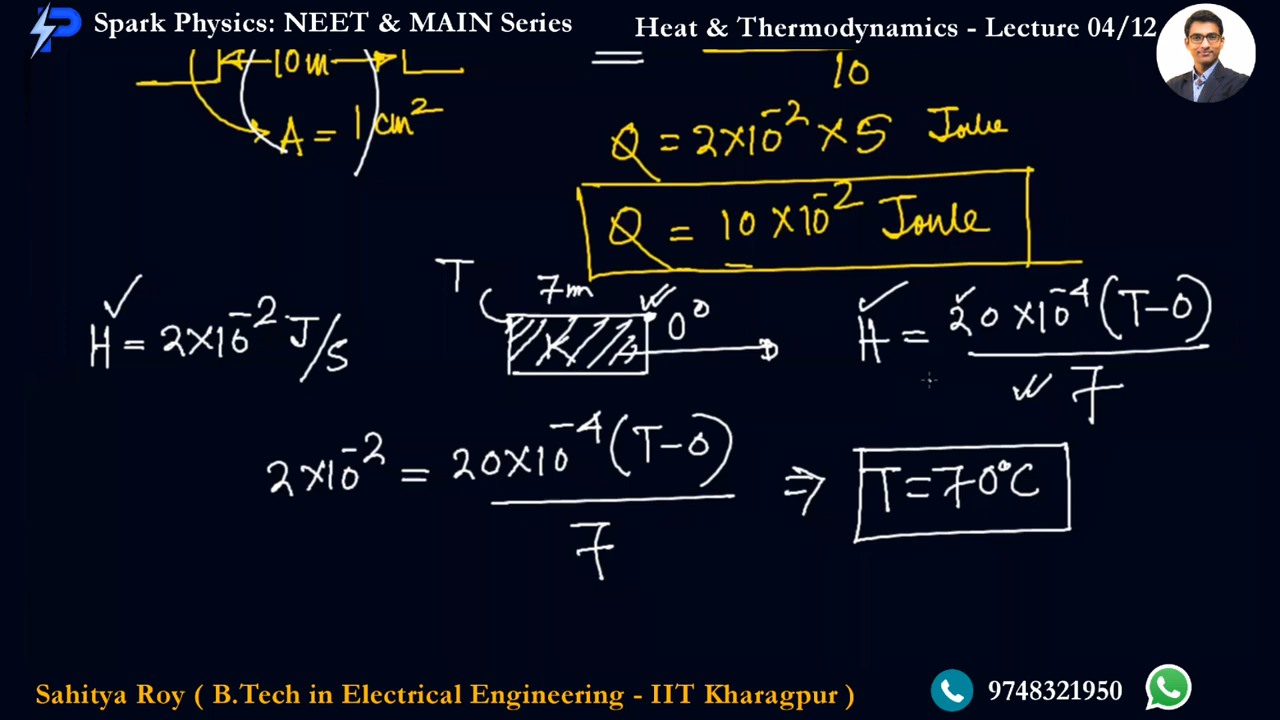 Spark Physics: NEET & MAIN Series
Heat & Thermodynamics - Lecture 04/12
10m
A = 1 cm²
10
Q = 2×10⁻² × 5 Joule
Q = 10×10⁻² Joule
H = 2×10⁻² J/S
T
7m
K
A
0°
H = 20×10⁻⁴ (T-0) / 7
2×10⁻² = 20×10⁻⁴ (T-0) / 7 ⇒ T = 70°C
Sahitya Roy ( B.Tech in Electrical Engineering - IIT Kharagpur )
9748321950